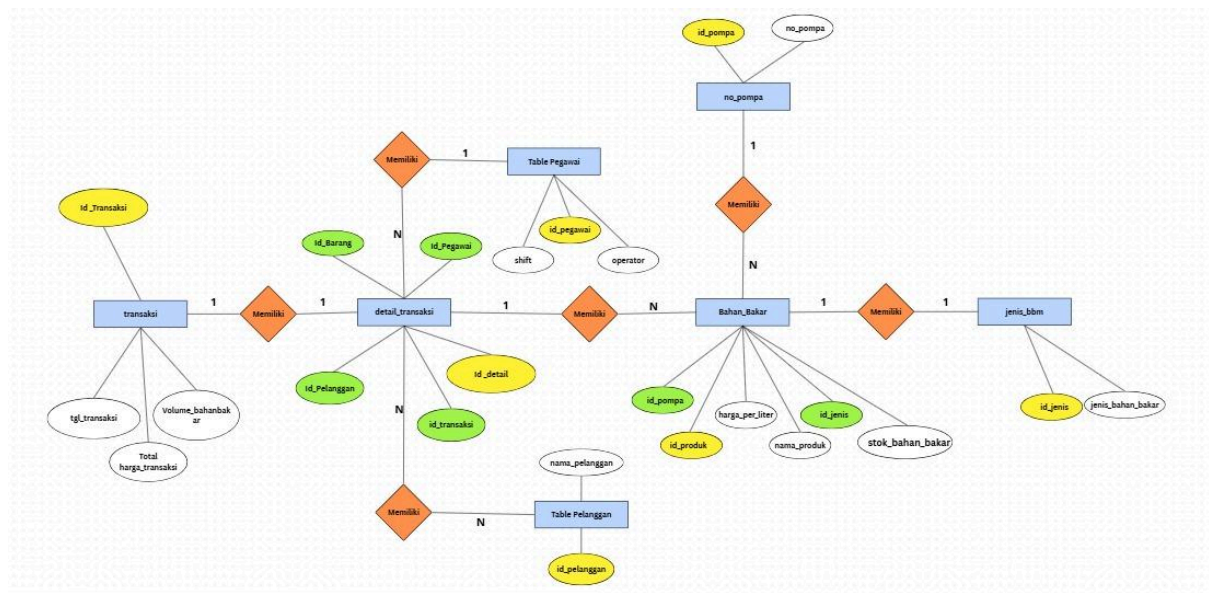 id_pompa
no_pompa
no_pompa
1
Memiliki
1
Table Pegawai
Memiliki
Id _Transaksi
id_pegawai
N
Id_Barang
Id_Pegawai
shift
operator
N
transaksi
1
Memiliki
1
detail_transaksi
1
Memiliki
N
Bahan_Bakar
1
Memiliki
1
jenis_bbm
Id_Pelanggan
Id _detail
tgl_transaksi
Volume_bahanbak
ar
N
id_transaksi
id_pompa
harga_per_liter
id_jenis
id_jenis
jenis_bahan_bakar
Total
harga_transaksi
id_produk
nama_produk
stok_bahan_bakar
nama_pelanggan
Memiliki
N
Table Pelanggan
id_pelanggan